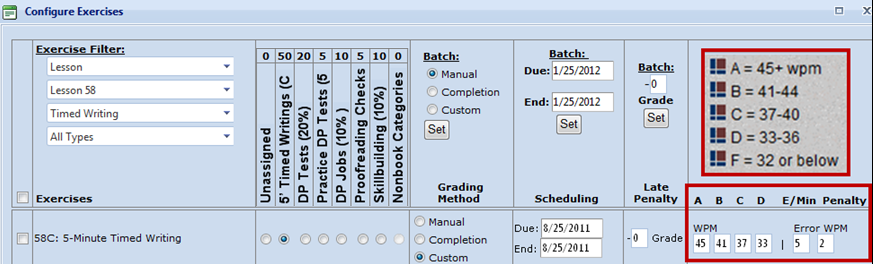 Configure Exercises
Exercise Filter:
Lesson
Lesson 58
Timed Writing
All Types
Exercises
0 50 20 5 10 5 10 0
Unassigned
5' Timed Writings (C
DP Tests (20%)
Practice DP Tests (5
DP Jobs (10% )
Proofreading Checks
Skillbuilding (10%)
Nonbook Categories
Batch:
Manual
Completion
Custom
Set
Grading
Method
Batch:
Due: 1/25/2012
End: 1/25/2012
Set
Scheduling
Batch:
-0
Grade
Set
Late
Penalty
A = 45+ wpm
B = 41-44
C = 37-40
D = 33-36
F = 32 or below
A B C D E/Min Penalty
58C: 5-Minute Timed Writing
Manual
Completion
Custom
Due: 8/25/2011
End: 8/25/2011
-0 Grade
WPM Error WPM
45 41 37 33 | 5 2